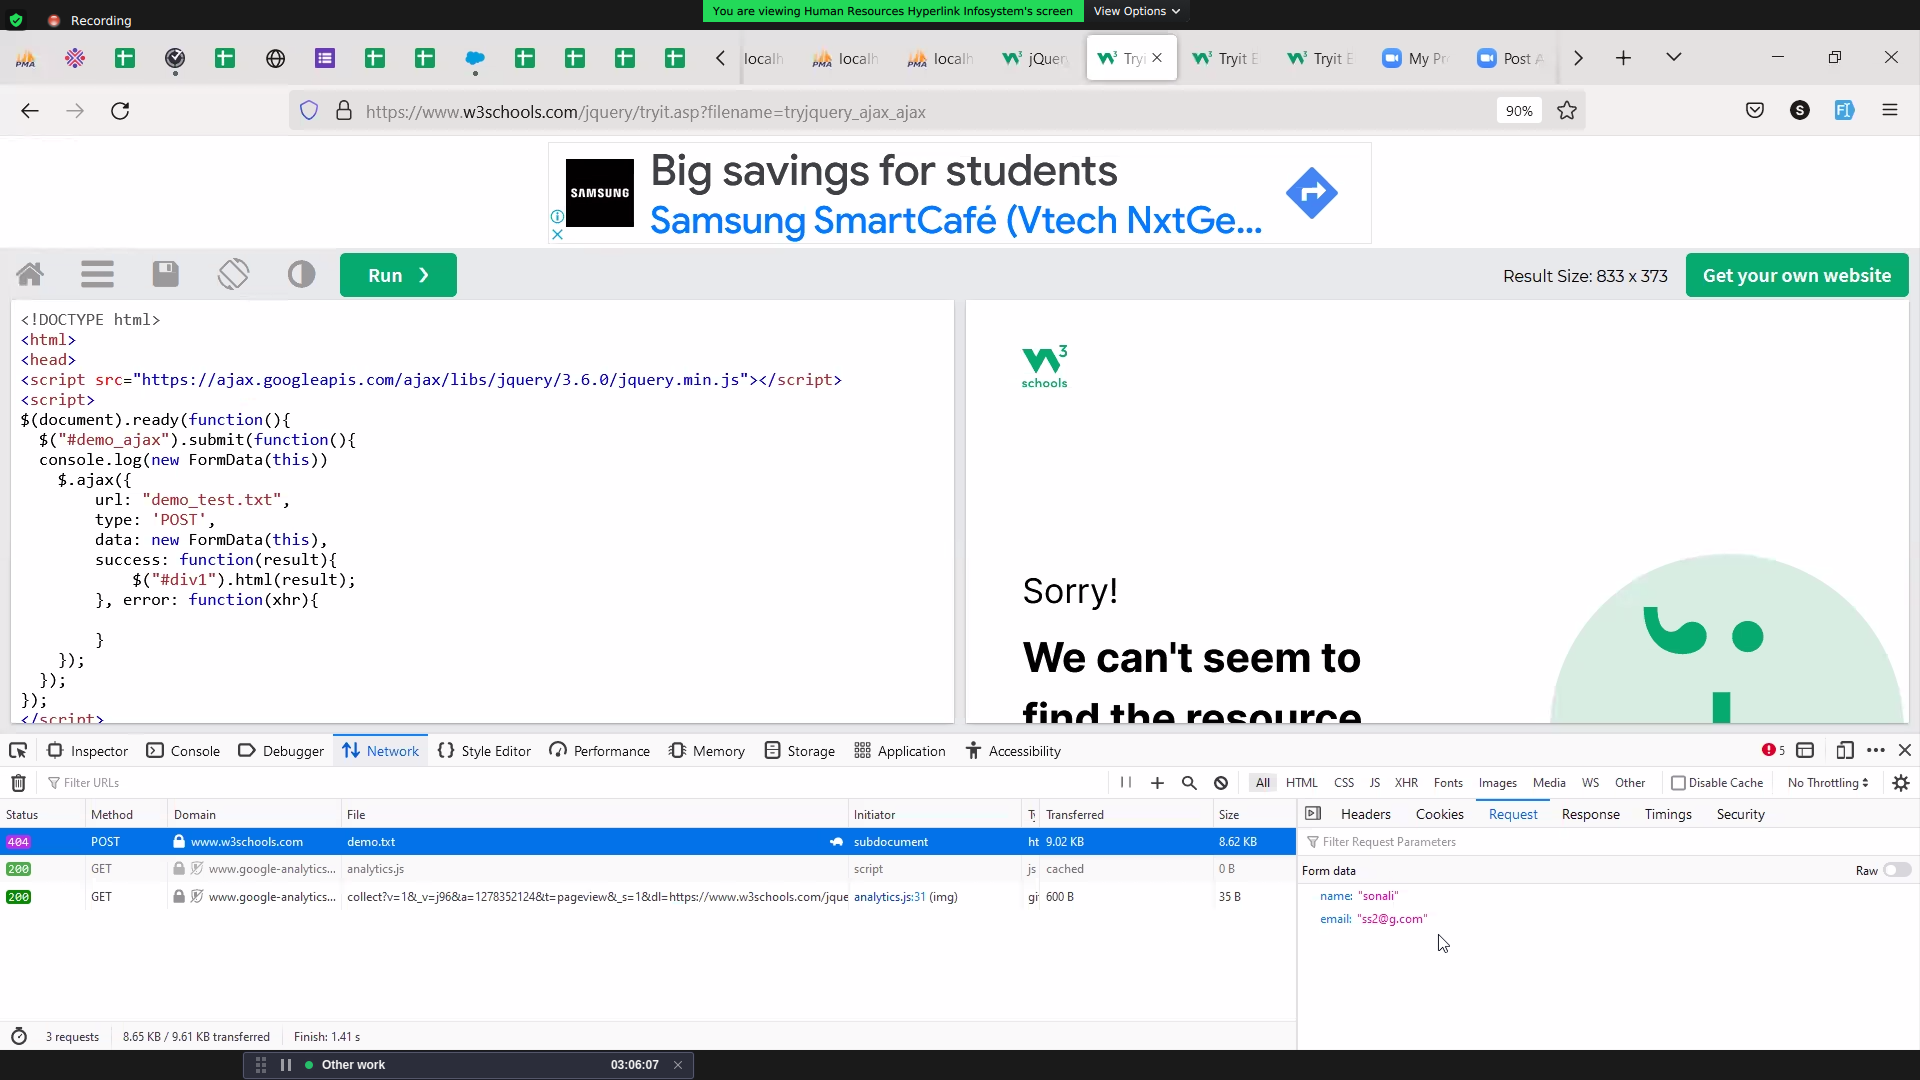 Recording
You are viewing Human Resources Hyperlink Infosystem's screen
View Options
PMA
localh
PMA
localh
PMA
localh
jQuer
Tryi
Tryit E
Tryit E
My Pr
Post A
https://www.w3schools.com/jquery/tryit.asp?filename=tryjquery_ajax_ajax
90%
S
SAMSUNG
Big savings for students
Samsung SmartCafé (Vtech NxtGe...
Run
Result Size: 833 x 373
Get your own website
<!DOCTYPE html>
<html>
<head>
<script src="https://ajax.googleapis.com/ajax/libs/jquery/3.6.0/jquery.min.js"></script>
<script>
$(document).ready(function(){
$("#demo_ajax").submit(function(){
console.log(new FormData(this))
$.ajax({
url: "demo_test.txt",
type: 'POST',
data: new FormData(this),
success: function(result){
$("#div1").html(result);
}, error: function(xhr){
}
});
});
});
</script>
3
schools
Sorry!
We can't seem to
find the resource
Inspector
Console
Debugger
Network
Style Editor
Performance
Memory
Storage
Application
Accessibility
5
Filter URLs
All
HTML
CSS
JS
XHR
Fonts
Images
Media
WS
Other
Disable Cache
No Throttling
Status
Method
Domain
File
Initiator
Transferred
Size
Headers
Cookies
Request
Response
Timings
Security
404
POST
www.w3schools.com
demo.txt
subdocument
ht
9.02 KB
8.62 KB
Filter Request Parameters
200
GET
www.google-analytics...
analytics.js
script
js
cached
0 B
Form data
Raw
200
GET
www.google-analytics...
collect?v=1&_v=j96&a=1278352124&t=pageview&_s=1&dl=https://www.w3schools.com/jque
analytics.js:31 (img)
gi
600 B
35 B
name: "sonali"
email: "ss2@g.com"
3 requests
8.65 KB / 9.61 KB transferred
Finish: 1.41 s
Other work
03:06:07